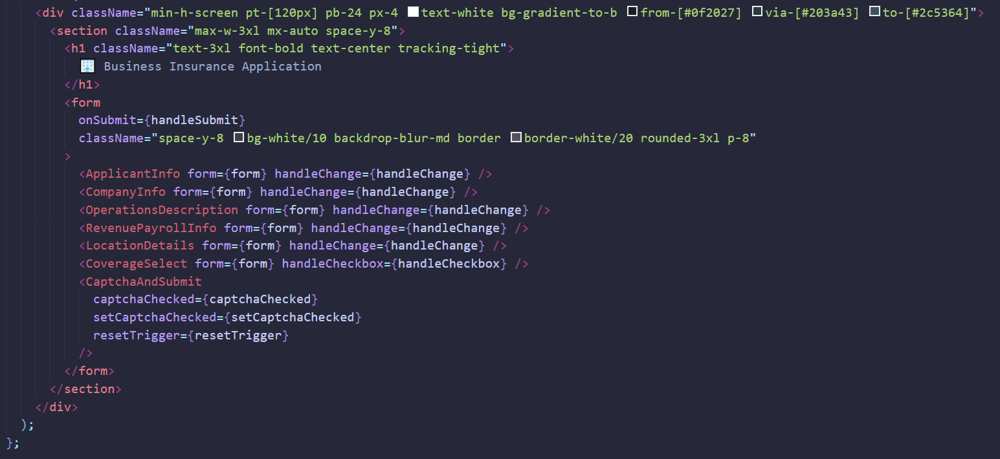 <div className="min-h-screen pt-[120px] pb-24 px-4 text-white bg-gradient-to-b from-[#0f2027] via-[#203a43] to-[#2c5364]">
<section className="max-w-3xl mx-auto space-y-8">
<h1 className="text-3xl font-bold text-center tracking-tight">
🏢 Business Insurance Application
</h1>
<form
onSubmit={handleSubmit}
className="space-y-8 bg-white/10 backdrop-blur-md border border-white/20 rounded-3xl p-8"
>
<ApplicantInfo form={form} handleChange={handleChange} />
<CompanyInfo form={form} handleChange={handleChange} />
<OperationsDescription form={form} handleChange={handleChange} />
<RevenuePayrollInfo form={form} handleChange={handleChange} />
<LocationDetails form={form} handleChange={handleChange} />
<CoverageSelect form={form} handleCheckbox={handleCheckbox} />
<CaptchaAndSubmit
captchaChecked={captchaChecked}
setCaptchaChecked={setCaptchaChecked}
resetTrigger={resetTrigger}
/>
</form>
</section>
</div>
);
};